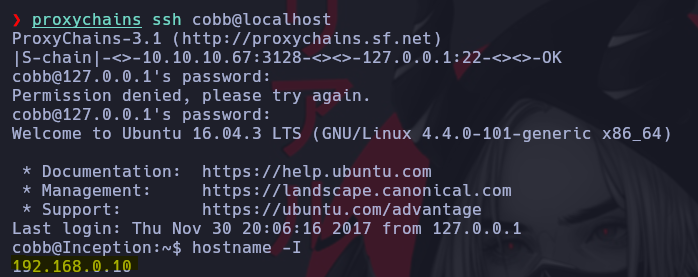 ❯ proxychains ssh cobb@localhost
ProxyChains-3.1 (http://proxychains.sf.net)
|S-chain|-<>-10.10.10.67:3128-<><>-127.0.0.1:22-<><>-OK
cobb@127.0.0.1's password:
Permission denied, please try again.
cobb@127.0.0.1's password:
Welcome to Ubuntu 16.04.3 LTS (GNU/Linux 4.4.0-101-generic x86_64)

 * Documentation:  https://help.ubuntu.com
 * Management:     https://landscape.canonical.com
 * Support:        https://ubuntu.com/advantage
Last login: Thu Nov 30 20:06:16 2017 from 127.0.0.1
cobb@Inception:~$ hostname -I
192.168.0.10